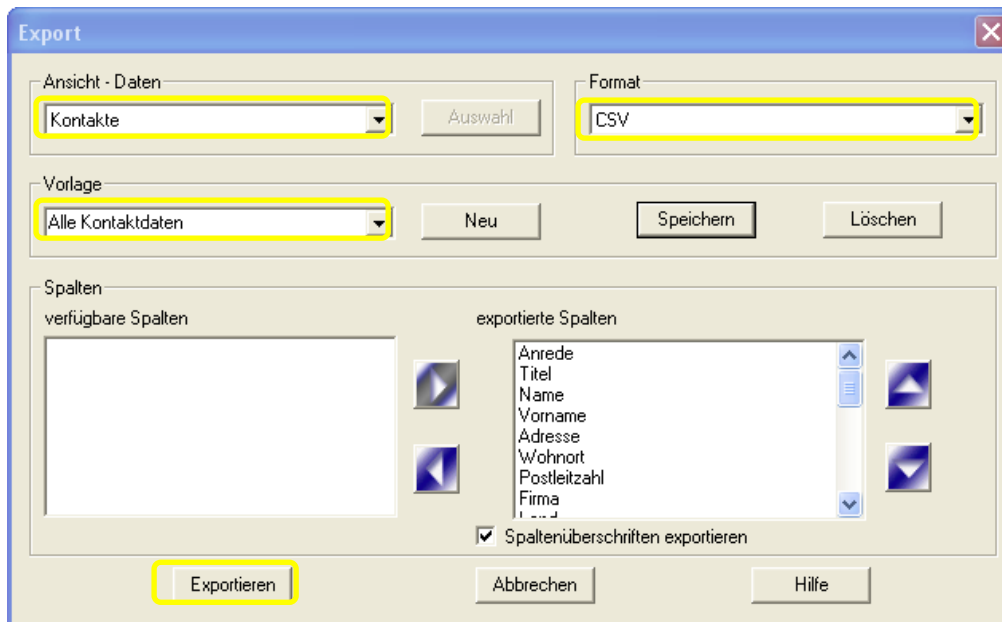 Export
Ansicht - Daten
Kontakte
Auswahl
Format
CSV
Vorlage
Alle Kontaktdaten
Neu
Speichern
Löschen
Spalten
verfügbare Spalten
exportierte Spalten
Anrede
Titel
Name
Vorname
Adresse
Wohnort
Postleitzahl
Firma
Spaltenüberschriften exportieren
Exportieren
Abbrechen
Hilfe